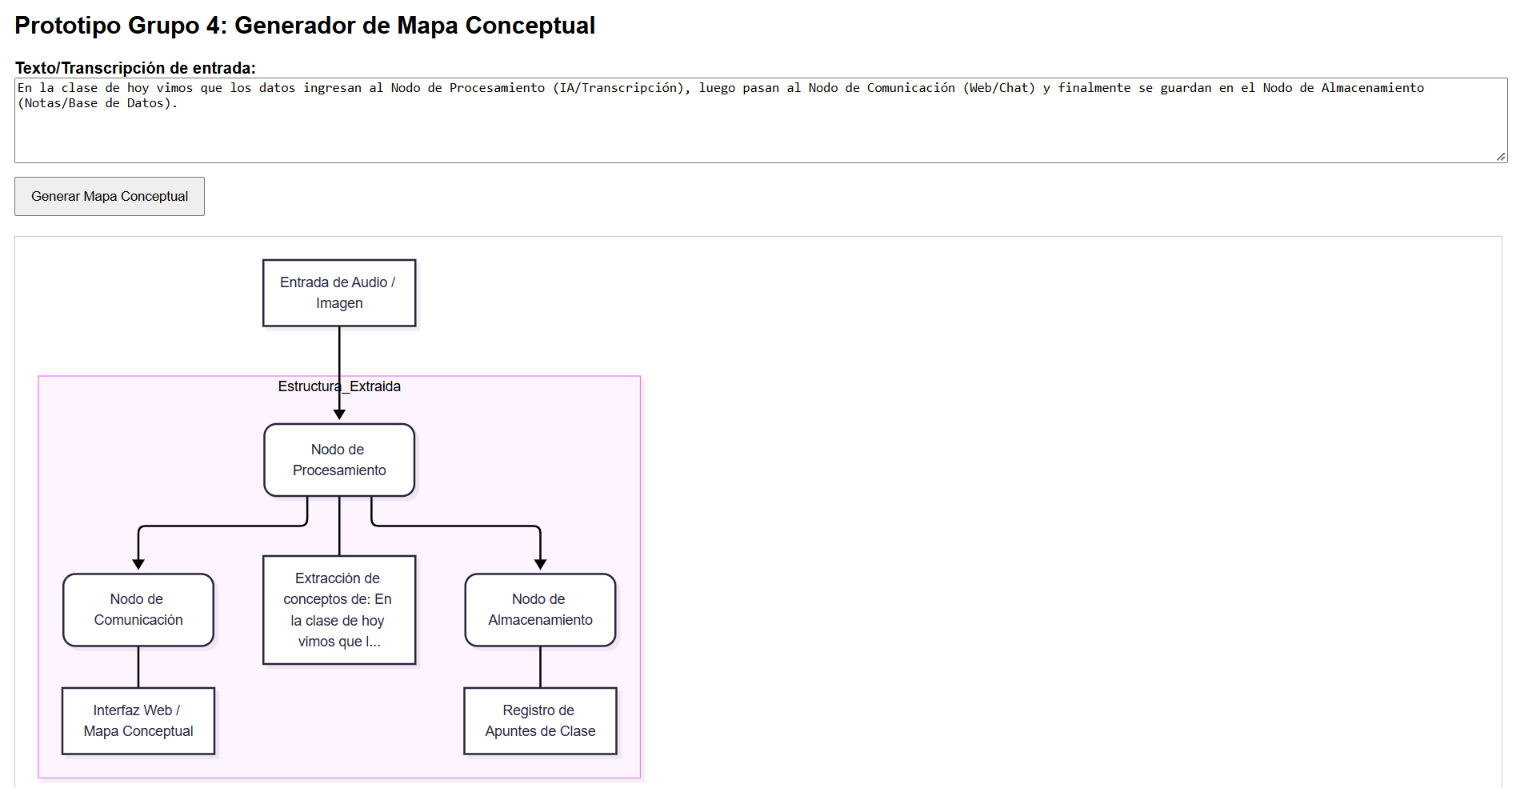 Prototipo Grupo 4: Generador de Mapa Conceptual
Texto/Transcripción de entrada:
En la clase de hoy vimos que los datos ingresan al Nodo de Procesamiento (IA/Transcripción), luego pasan al Nodo de Comunicación (Web/Chat) y finalmente se guardan en el Nodo de Almacenamiento
(Notas/Base de Datos).
Generar Mapa Conceptual
Entrada de Audio /
Imagen
Estructura_Extraida
Nodo de
Procesamiento
Nodo de
Comunicación
Extracción de
conceptos de: En
la clase de hoy
vimos que l...
Nodo de
Almacenamiento
Interfaz Web /
Mapa Conceptual
Registro de
Apuntes de Clase